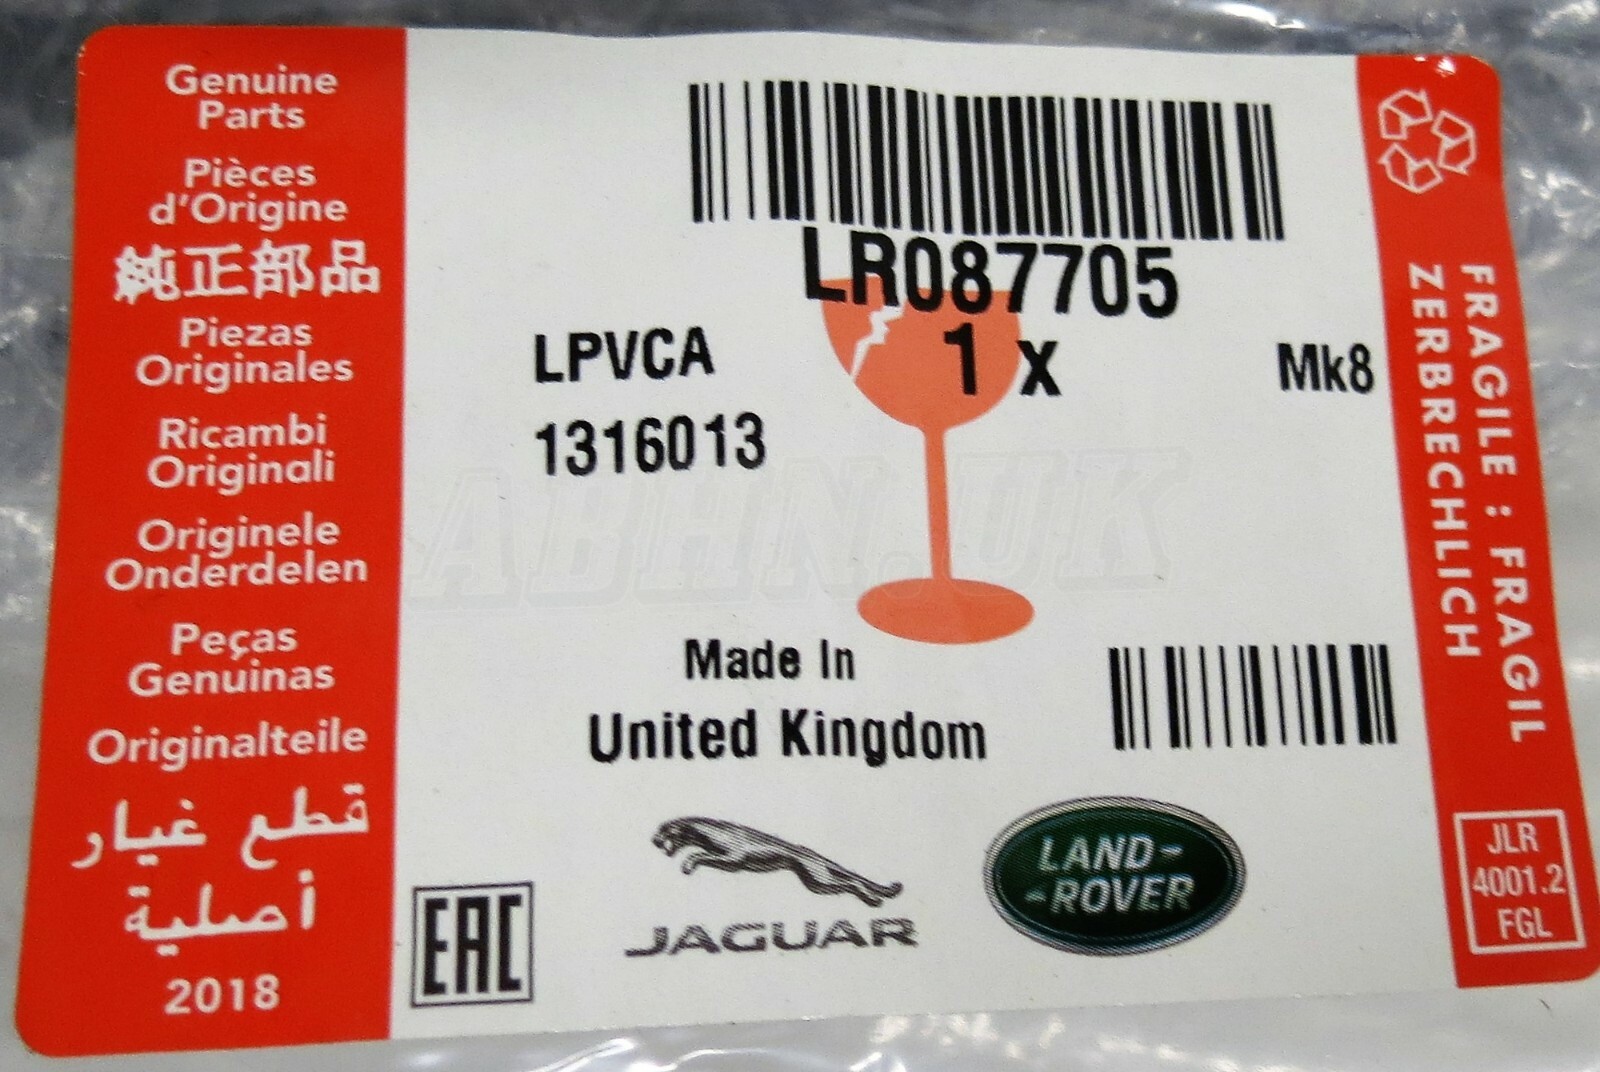 Genuine
Parts
Pièces
d'Origine
純正部品
Piezas
Originales
Ricambi
Originali
Originele
Onderdelen
Peças
Genuinas
Originalteile
قطع غيار
أصلية
2018
LR087705
LPVCA
1 x
Mk8
1316013
ABHN.UK
Made In
United Kingdom
EAC
JAGUAR
LAND-
-ROVER
FRAGILE : FRAGIL
ZERBRECHLICH
JLR
4001.2
FGL